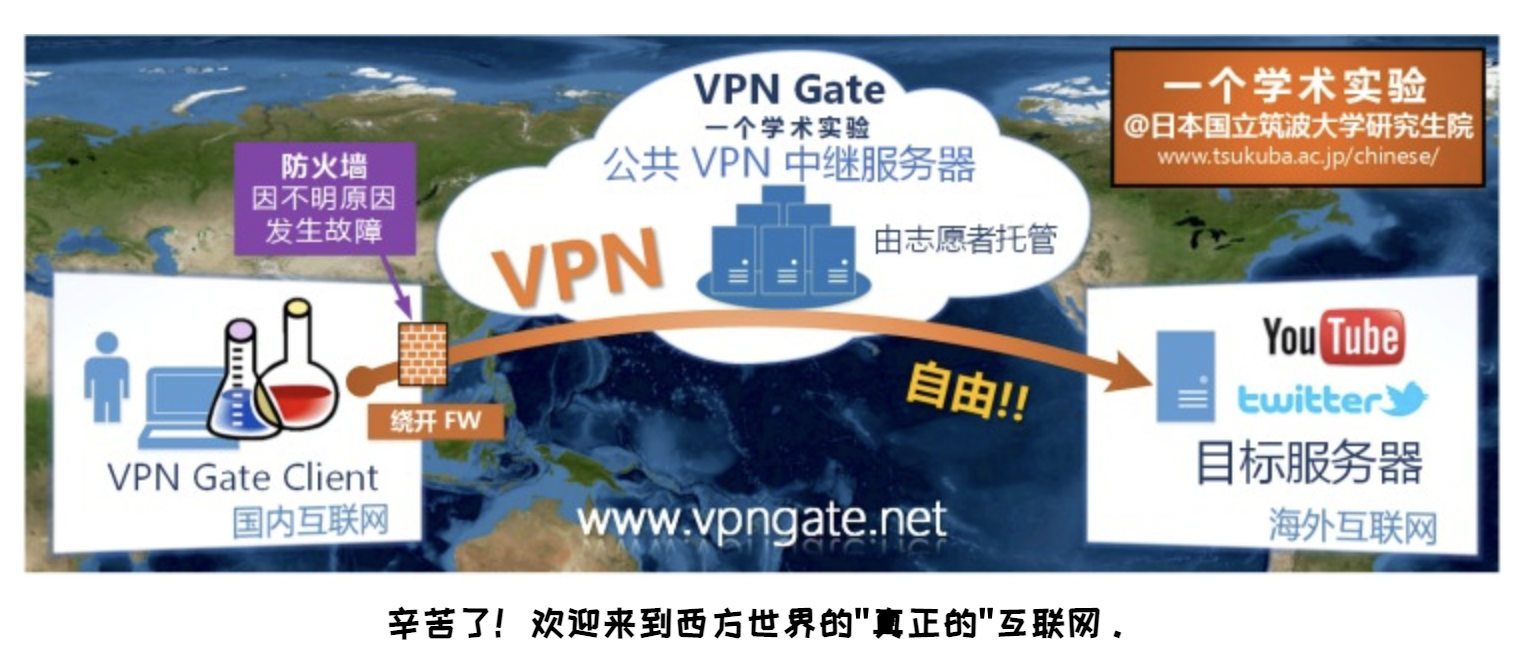 VPN Gate
一个学术实验
公共 VPN 中继服务器
由志愿者托管
VPN
一个学术实验
@日本国立筑波大学研究生院
www.tsukuba.ac.jp/chinese/
防火墙
因不明原因
发生故障
绕开 FW
VPN Gate Client
国内互联网
自由!!
www.vpngate.net
YouTube
twitter
目标服务器
海外互联网
辛苦了！欢迎来到西方世界的"真正的"互联网．